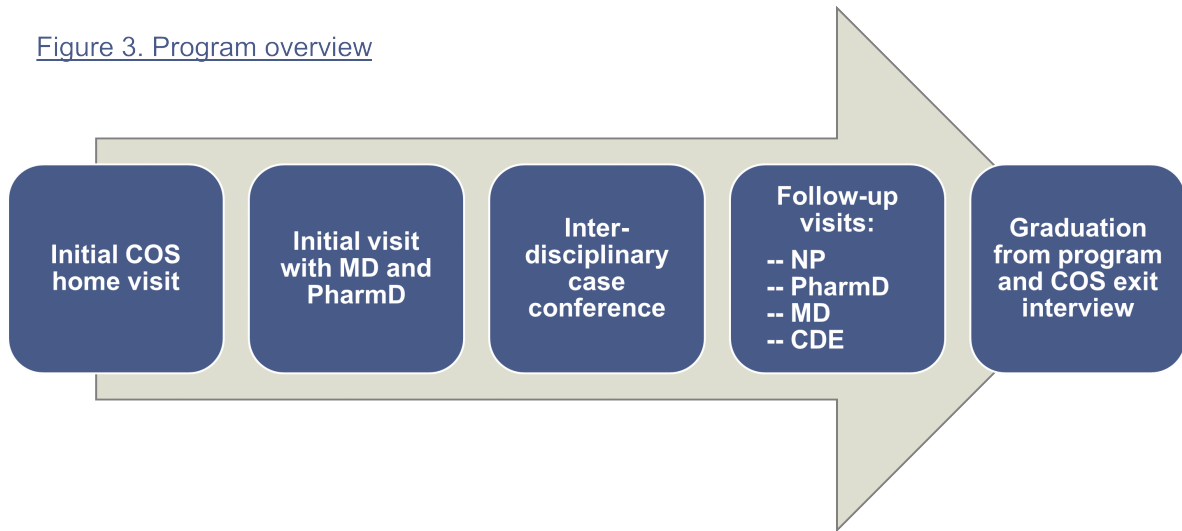 Figure 3. Program overview
Initial COS
home visit
Initial visit
with MD and
PharmD
Inter-
disciplinary
case
conference
Follow-up
visits:
-- NP
-- PharmD
-- MD
-- CDE
Graduation
from program
and COS exit
interview